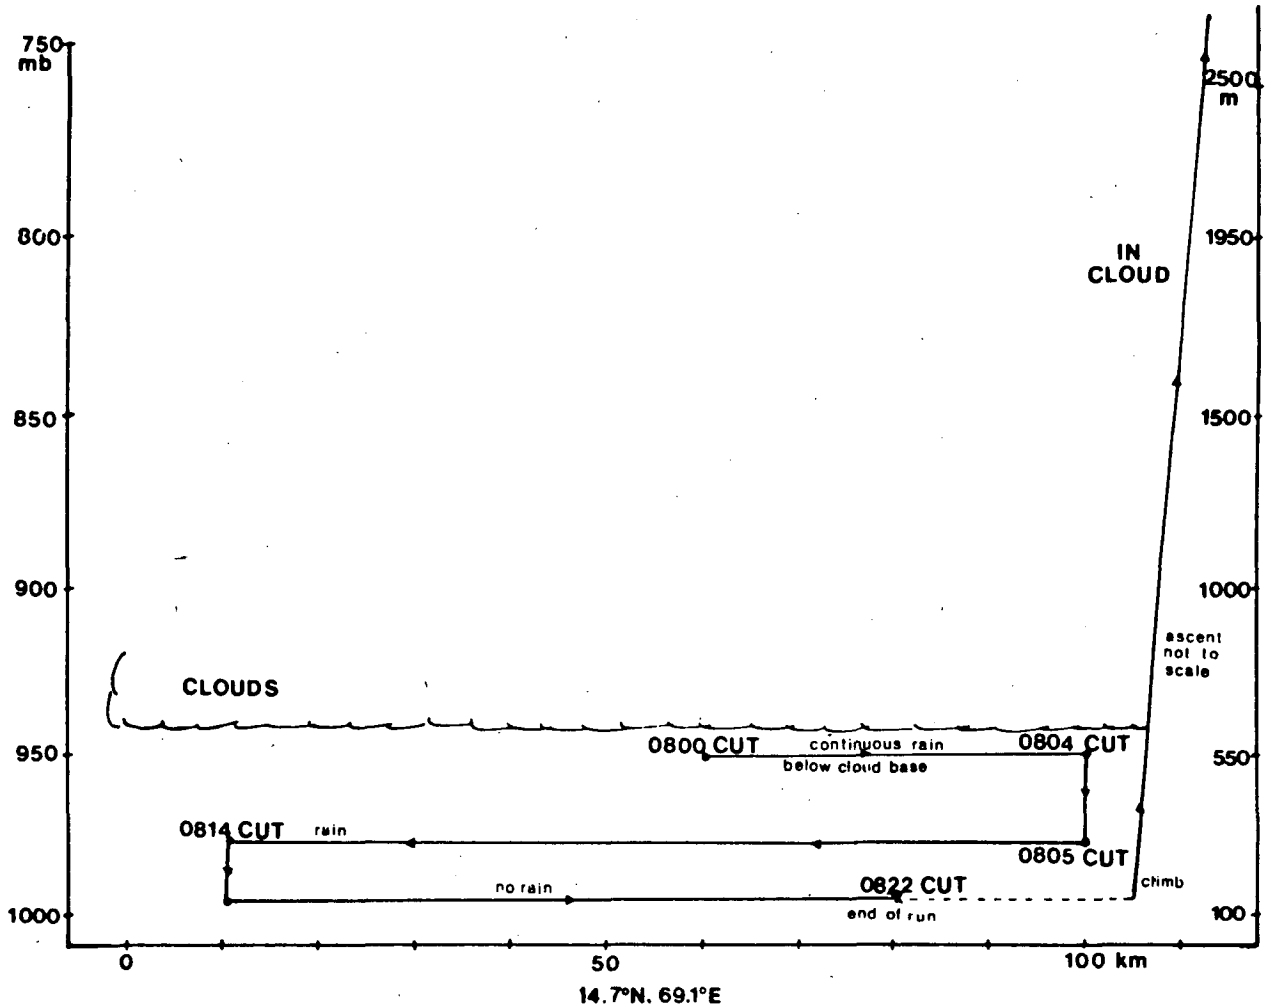 750
mb
2500
m
800
1950
IN
CLOUD
850
1500
900
1000
ascent
not to
scale
CLOUDS
0800 CUT
continuous rain
0804 CUT
950
below cloud base
550
0814 CUT
rain
0805 CUT
no rain
0822 CUT
climb
1000
end of run
100
0
50
100 km
14.7°N. 69.1°E